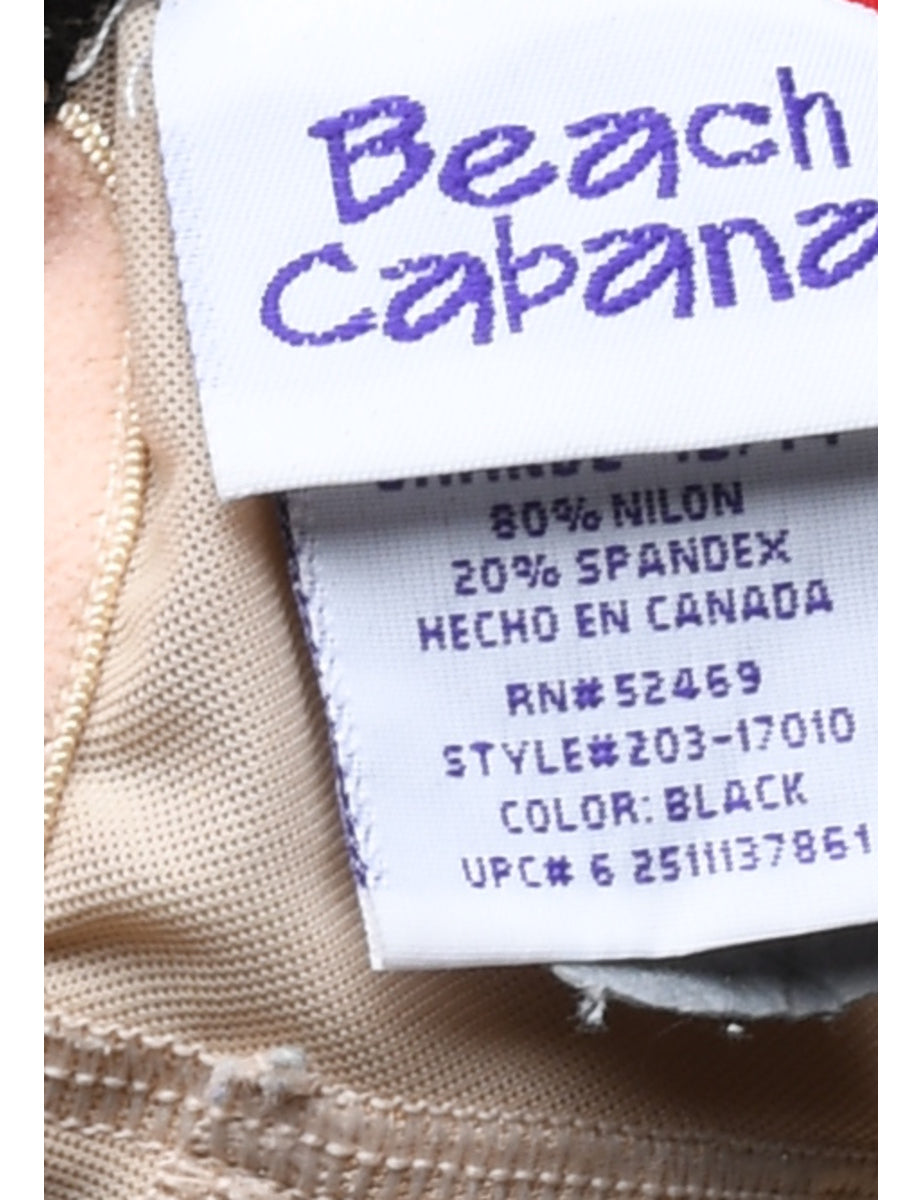 Beach
Cabana
80% NILON
20% SPANDEX
HECHO EN CANADA
RN# 52469
STYLE# 203-17010
COLOR: BLACK
UPC# 6 2511137861